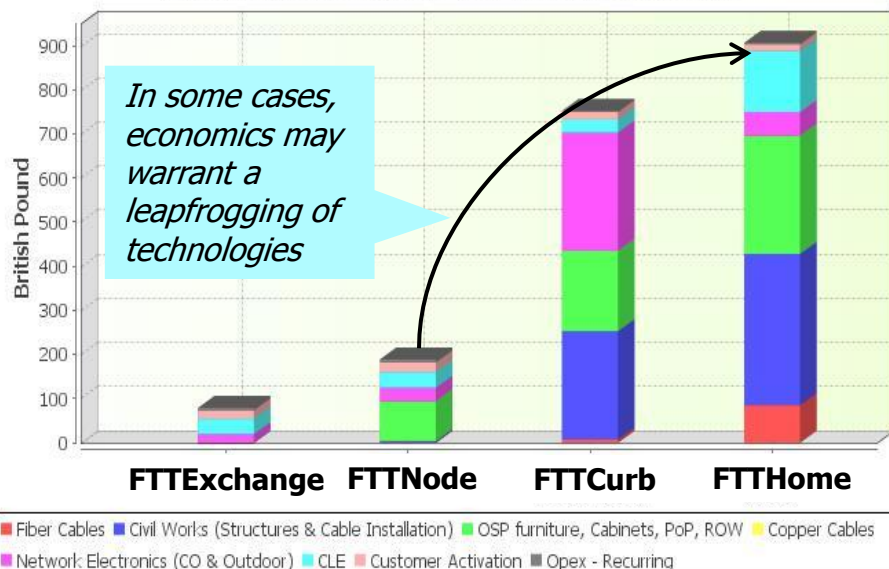 900
800
700
600
500
400
300
200
100
0
British Pound
In some cases,
economics may
warrant a
leapfrogging of
technologies
FTTExchange FTTNode FTTCurb FTTHome
Fiber Cables Civil Works (Structures & Cable Installation) OSP furniture, Cabinets, PoP, ROW Copper Cables
Network Electronics (CO & Outdoor) CLE Customer Activation Opex - Recurring